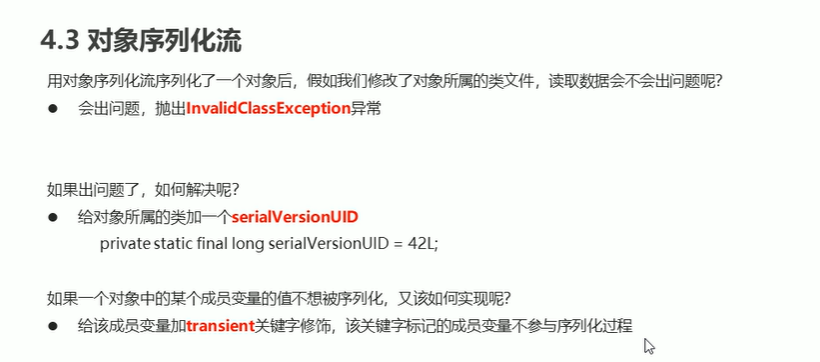 4.3 对象序列化流
用对象序列化流序列化了一个对象后，假如我们修改了对象所属的类文件，读取数据会不会出问题呢？
● 会出问题，抛出InvalidClassException异常
如果出问题了，如何解决呢？
● 给对象所属的类加一个serialVersionUID
private static final long serialVersionUID = 42L;
如果一个对象中的某个成员变量的值不想被序列化，又该如何实现呢？
● 给该成员变量加transient关键字修饰，该关键字标记的成员变量不参与序列化过程